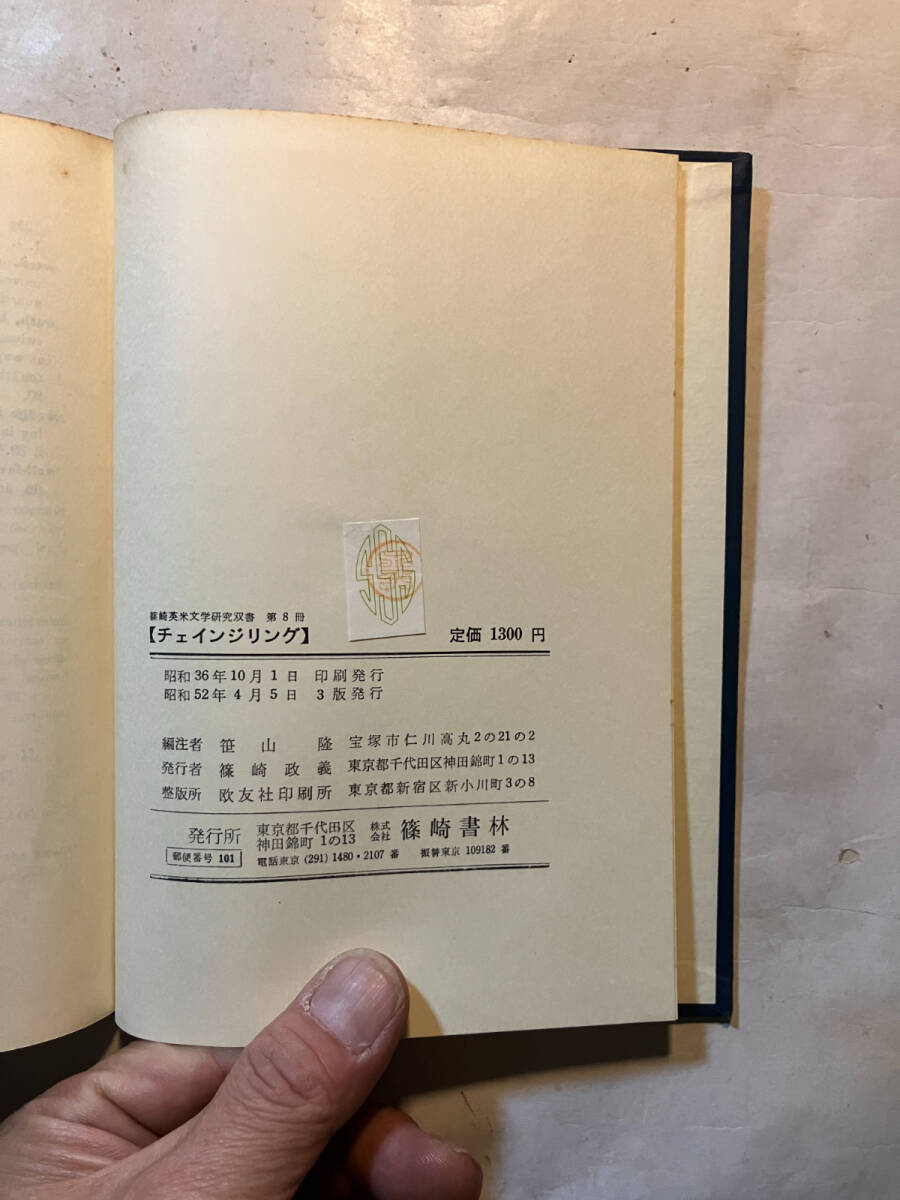 篠崎英米文学研究双書 第8冊
【チェインジリング】 定価 1300 円
昭和36年10月1日 印刷発行
昭和52年4月5日 3版発行
編注者 笹山隆 宝塚市仁川高丸2の21の2
発行者 篠崎政義 東京都千代田区神田錦町1の13
整版所 欧友社印刷所 東京都新宿区新小川町3の8
発行所 東京都千代田区神田錦町1の13 株式会社 篠崎書林
郵便番号 101 電話東京 (291) 1480・2107 番 振替東京 109182 番